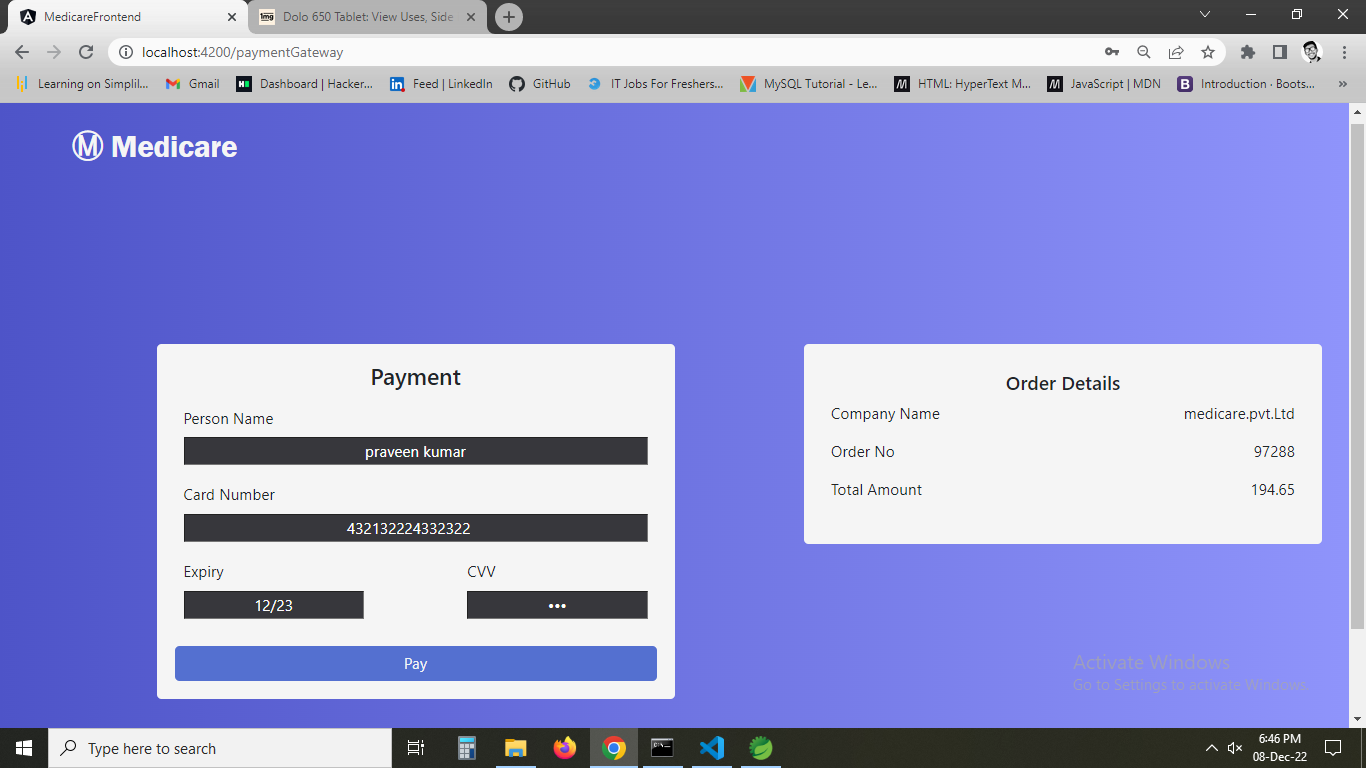 MedicareFrontend
1mg
Dolo 650 Tablet: View Uses, Side
localhost:4200/paymentGateway
Learning on Simplil...
Gmail
Dashboard | Hacker...
Feed | LinkedIn
GitHub
IT Jobs For Freshers...
MySQL Tutorial - Le...
HTML: HyperText M...
JavaScript | MDN
Introduction · Boots...
»
M Medicare
Payment
Person Name
praveen kumar
Card Number
432132224332322
Expiry
CVV
12/23
•••
Pay
Order Details
Company Name
medicare.pvt.Ltd
Order No
97288
Total Amount
194.65
Activate Windows
Go to Settings to activate Windows.
Type here to search
6:46 PM
08-Dec-22